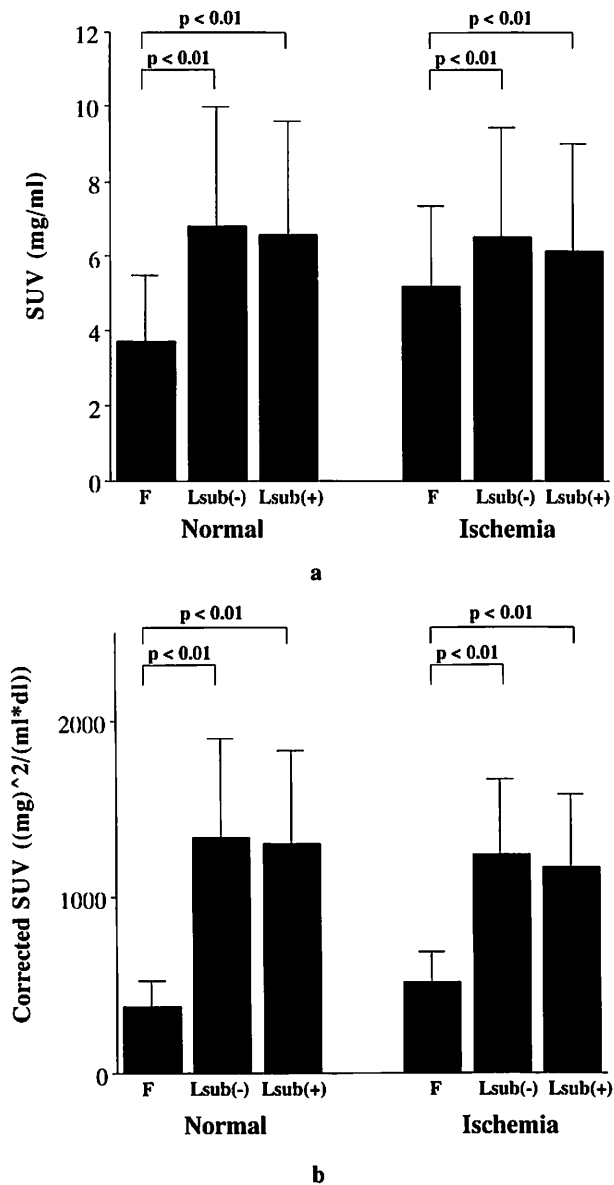 p < 0.01
p < 0.01
p < 0.01
p < 0.01
12
10
8
6
4
2
0
SUV (mg/ml)
F Lsub(-) Lsub(+)
F Lsub(-) Lsub(+)
Normal
Ischemia
a
p < 0.01
p < 0.01
p < 0.01
p < 0.01
2000
1000
0
Corrected SUV ((mg)^2/(ml*dl))
F Lsub(-) Lsub(+)
F Lsub(-) Lsub(+)
Normal
Ischemia
b